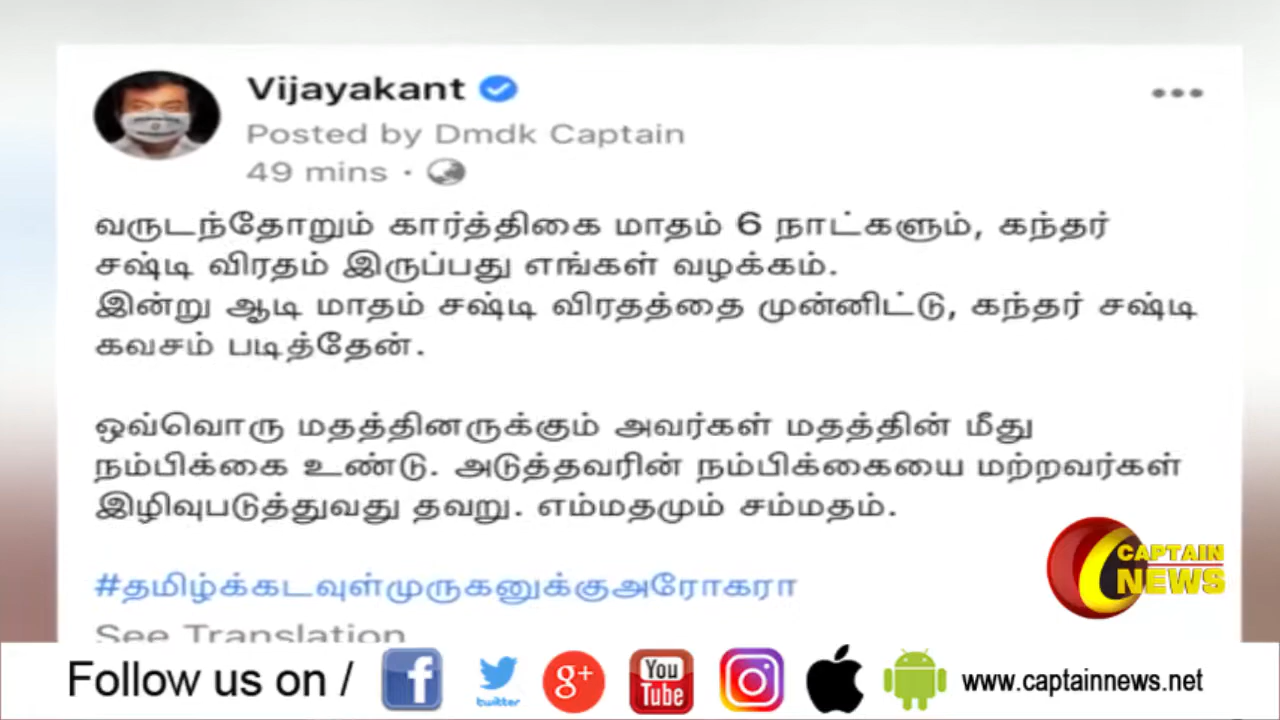 Vijayakant
Posted by Dmdk Captain
49 mins ·
வருடந்தோறும் கார்த்திகை மாதம் 6 நாட்களும், கந்தர்
சஷ்டி விரதம் இருப்பது எங்கள் வழக்கம்.
இன்று ஆடி மாதம் சஷ்டி விரதத்தை முன்னிட்டு, கந்தர் சஷ்டி
கவசம் படித்தேன்.
ஒவ்வொரு மதத்தினருக்கும் அவர்கள் மதத்தின் மீது
நம்பிக்கை உண்டு. அடுத்தவரின் நம்பிக்கையை மற்றவர்கள்
இழிவுபடுத்துவது தவறு. எம்மதமும் சம்மதம்.
#தமிழ்க்கடவுள்முருகனுக்குஅரோகரா
See Translation
CAPTAIN
NEWS
Follow us on / f twitter g+ You Tube www.captainnews.net